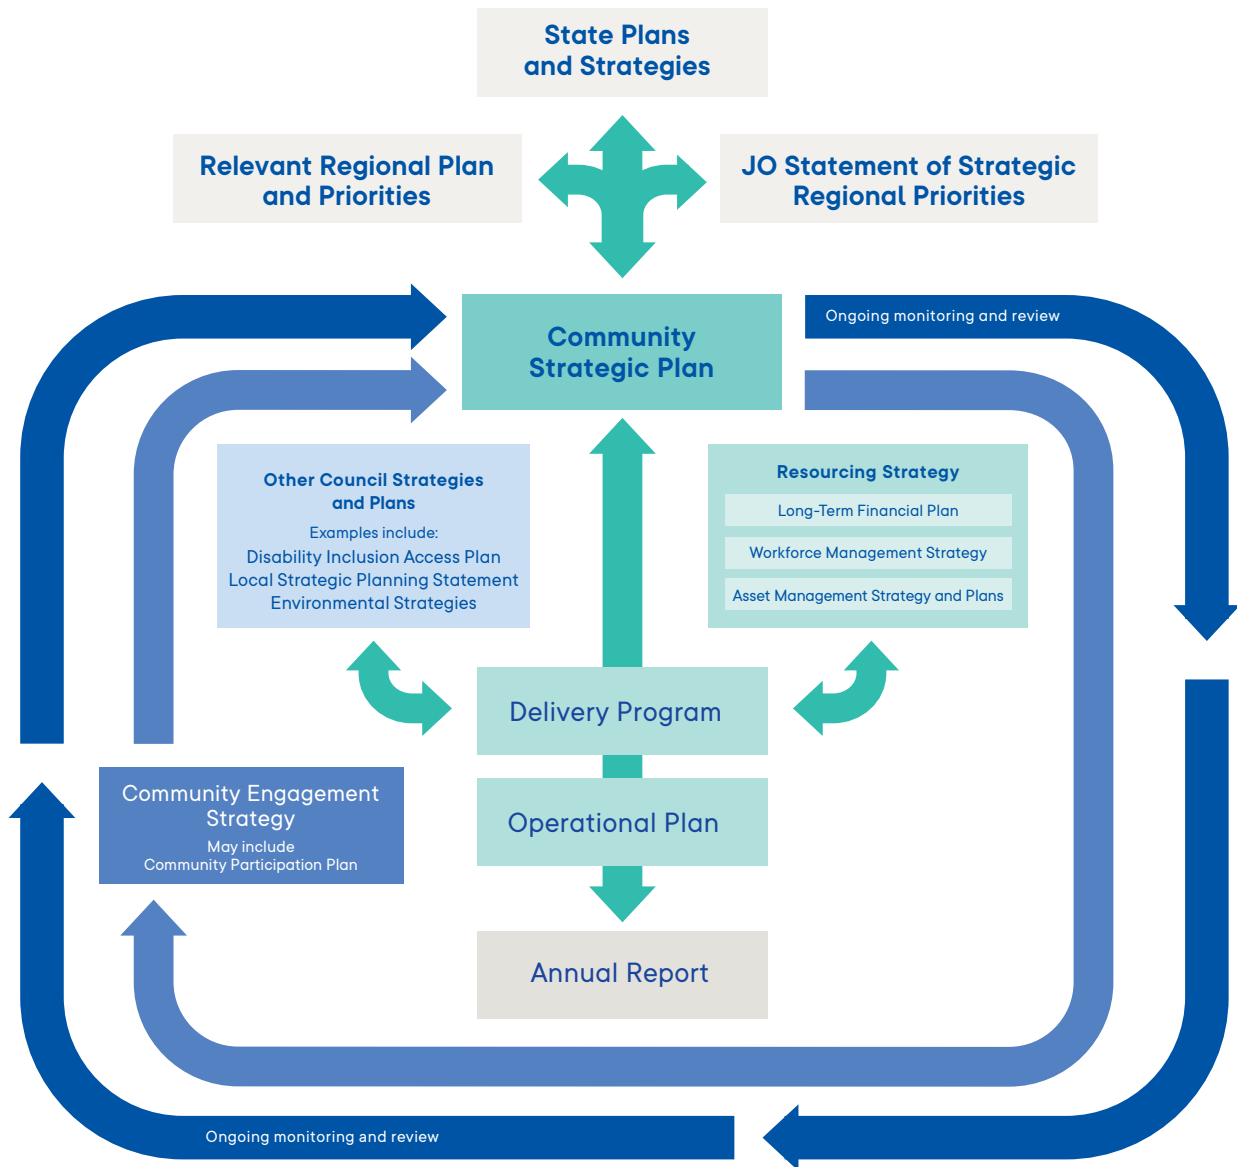 State Plans
and Strategies
Relevant Regional Plan
and Priorities
JO Statement of Strategic
Regional Priorities
Community
Strategic Plan
Ongoing monitoring and review
Other Council Strategies
and Plans
Examples include:
Disability Inclusion Access Plan
Local Strategic Planning Statement
Environmental Strategies
Resourcing Strategy
Long-Term Financial Plan
Workforce Management Strategy
Asset Management Strategy and Plans
Delivery Program
Community Engagement
Strategy
May include
Community Participation Plan
Operational Plan
Annual Report
Ongoing monitoring and review